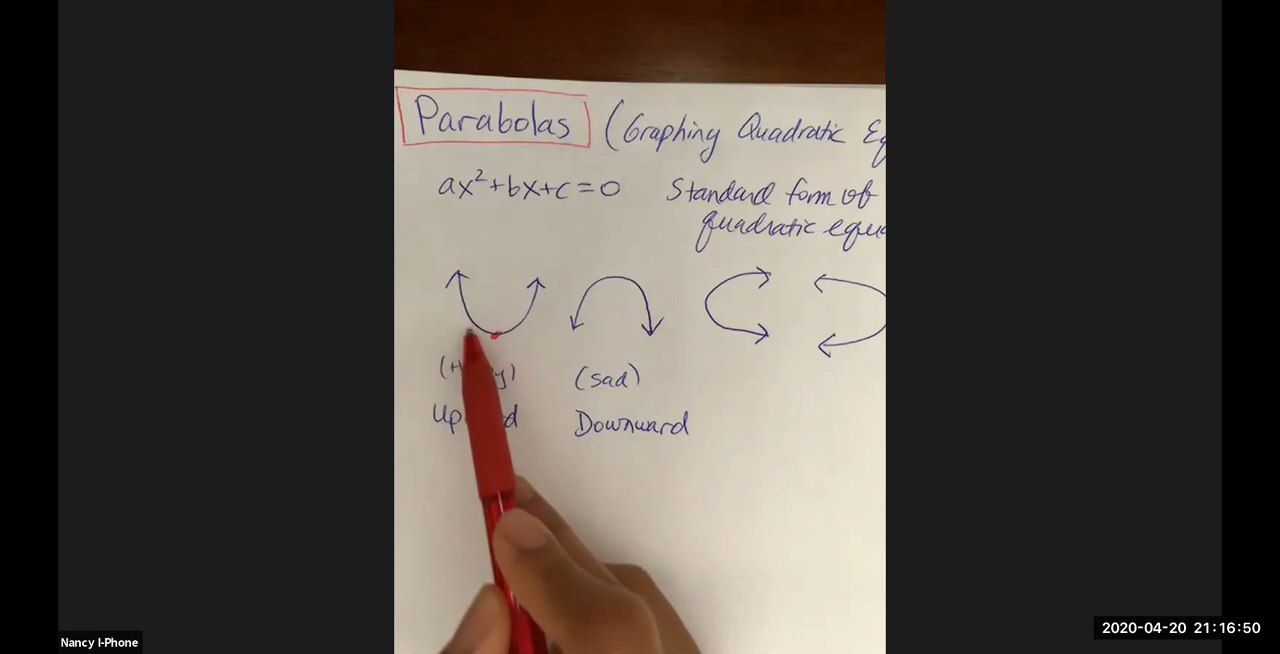 Parabolas (Graphing Quadratic
ax²+bx+c=0 Standard form of
quadratic
(sad)
Downward
Nancy I-Phone
2020-04-20 21:16:50